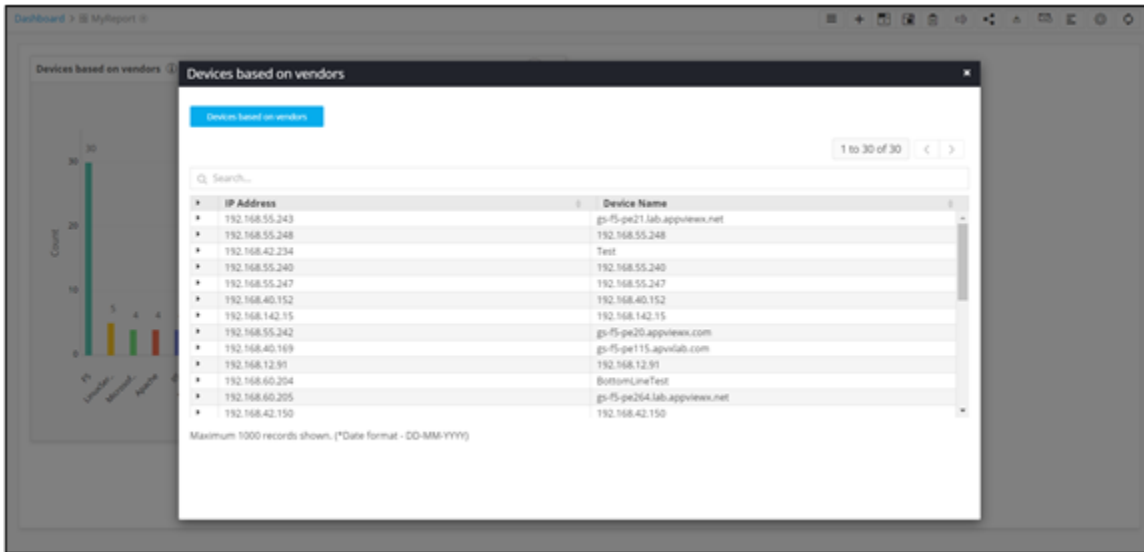 Dashboard > MyReport
Devices based on vendors
Devices based on vendors
×
Devices based on vendors
1 to 30 of 30 < >
Search...
IP Address Device Name
192.168.55.243 gs-f5-pe21.lab.appviewx.net
192.168.55.248 192.168.55.248
192.168.42.234 Test
192.168.55.240 192.168.55.240
192.168.55.247 192.168.55.247
192.168.40.152 192.168.40.152
192.168.142.15 192.168.142.15
192.168.55.242 gs-f5-pe20.appviewx.com
192.168.40.169 gs-f5-pe115.apvxlab.com
192.168.12.91 192.168.12.91
192.168.60.204 BottomLineTest
192.168.60.205 gs-f5-pe264.lab.appviewx.net
192.168.42.150 192.168.42.150
Maximum 1000 records shown. (*Date format - DD-MM-YYYY)
Count
30
20
10
0
30
5
4
4
F5
LinuxSer..
Microsof..
Apache